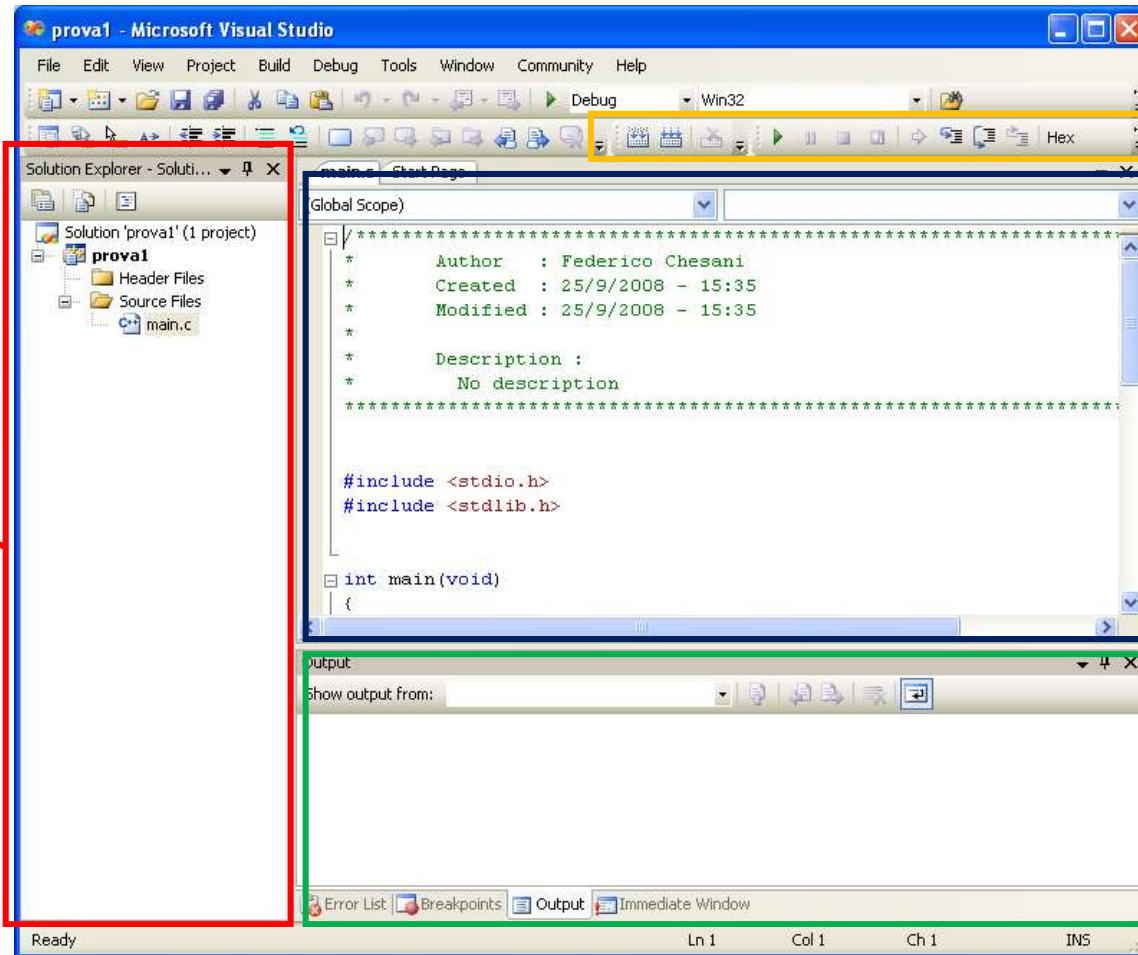 prova1 - Microsoft Visual Studio
File Edit View Project Build Debug Tools Window Community Help
Debug Win32
Hex
Solution Explorer - Soluti...
main.c Start Page
(Global Scope)
Solution 'prova1' (1 project)
prova1
Header Files
Source Files
main.c
/******************************************************************
* Author : Federico Chesani
* Created : 25/9/2008 - 15:35
* Modified : 25/9/2008 - 15:35
*
* Description :
* No description
*******************************************************************
#include <stdio.h>
#include <stdlib.h>
int main(void)
{
Output
Show output from:
Error List Breakpoints Output Immediate Window
Ready Ln 1 Col 1 Ch 1 INS